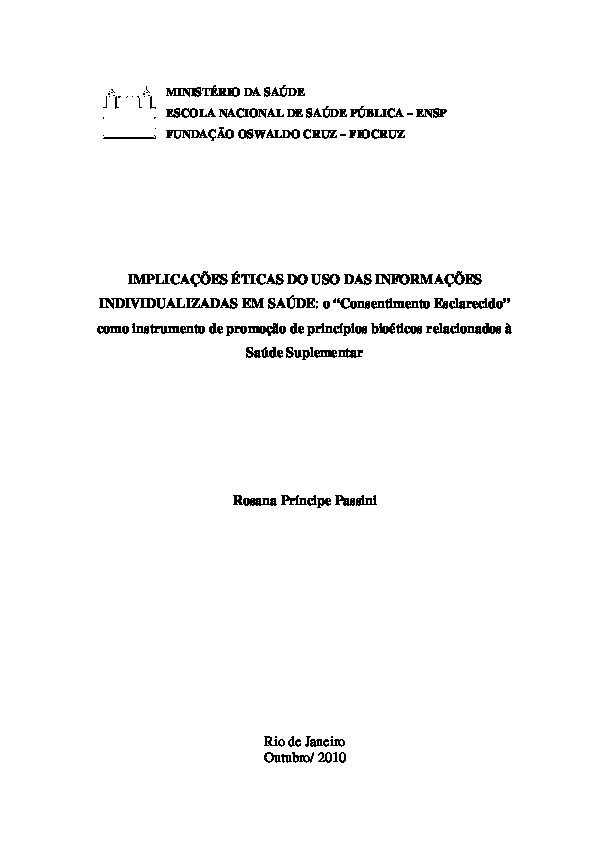 MINISTÉRIO DA SAÚDE
ESCOLA NACIONAL DE SAÚDE PÚBLICA – ENSP
FUNDAÇÃO OSWALDO CRUZ – FIOCRUZ
IMPLICAÇÕES ÉTICAS DO USO DAS INFORMAÇÕES
INDIVIDUALIZADAS EM SAÚDE: o “Consentimento Esclarecido”
como instrumento de promoção de princípios bioéticos relacionados à
Saúde Suplementar
Rosana Príncipe Passini
Rio de Janeiro
Outubro/ 2010